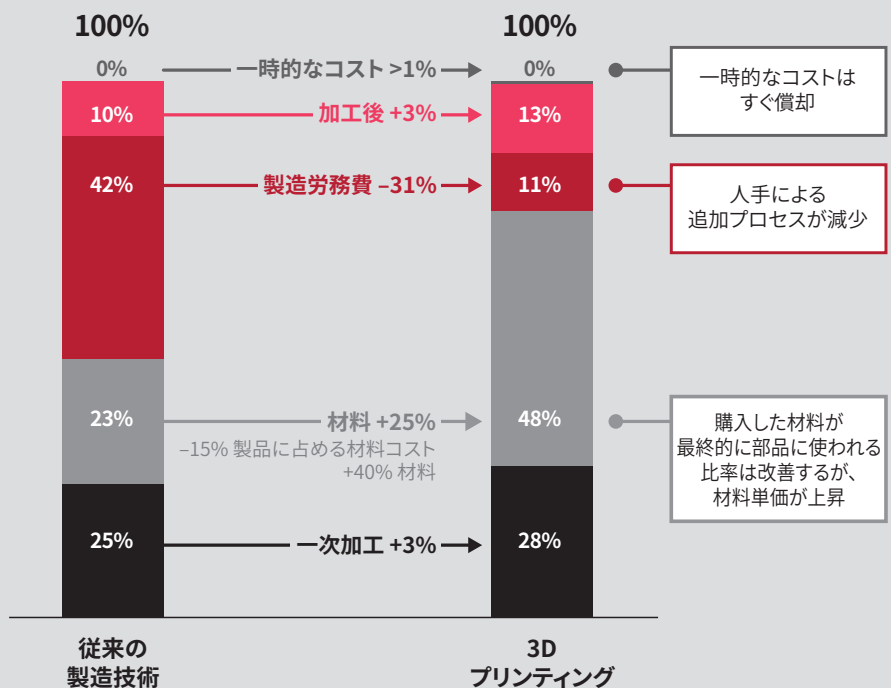 100%
100%
0%
一時的なコスト >1%
0%
一時的なコストは
すぐ償却
10%
加工後 +3%
13%
42%
製造労務費 –31%
11%
人手による
追加プロセスが減少
23%
材料 +25%
–15% 製品に占める材料コスト
+40% 材料
48%
購入した材料が
最終的に部品に使われる
比率は改善するが、
材料単価が上昇
25%
一次加工 +3%
28%
従来の
製造技術
3D
プリンティング